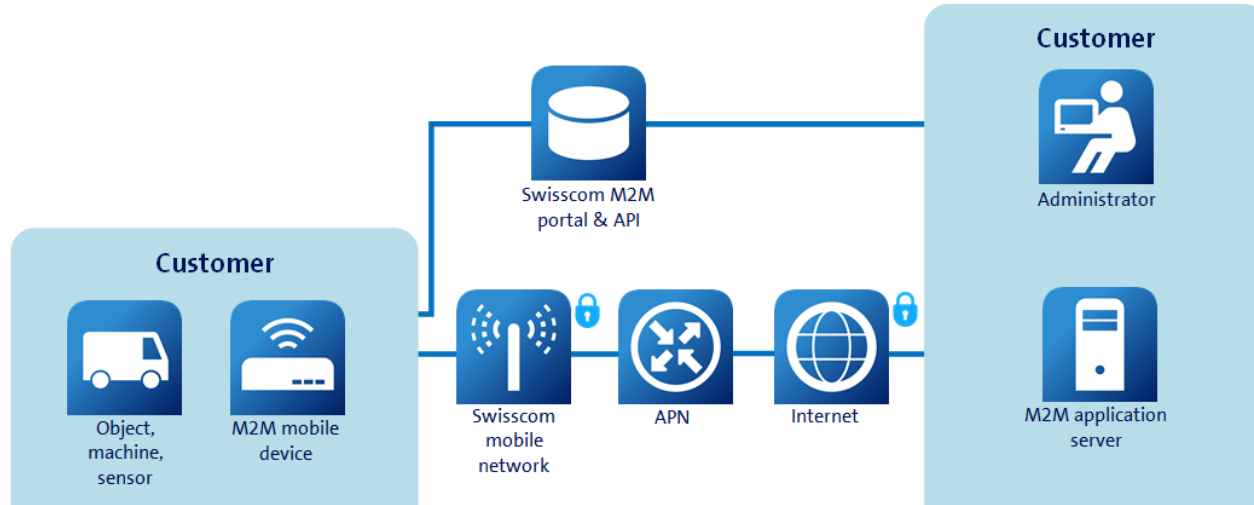 Customer
Administrator
Swisscom M2M
portal & API
Customer
Object,
machine,
sensor
M2M mobile
device
Swisscom
mobile
network
APN
Internet
M2M application
server